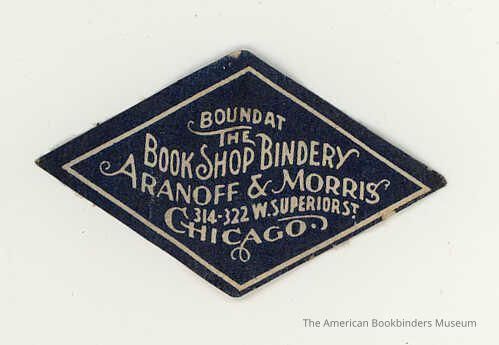 BOUND AT
THE
BOOK SHOP BINDERY
ARANOFF & MORRIS
314-322 W. SUPERIOR ST.
CHICAGO.
The American Bookbinders Museum